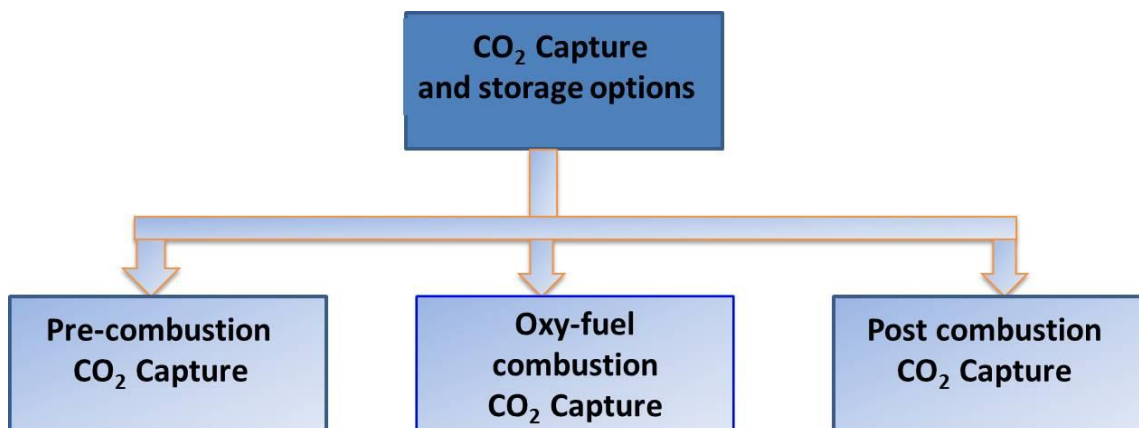 CO₂ Capture
and storage options
Pre-combustion
CO₂ Capture
Oxy-fuel
combustion
CO₂ Capture
Post combustion
CO₂ Capture